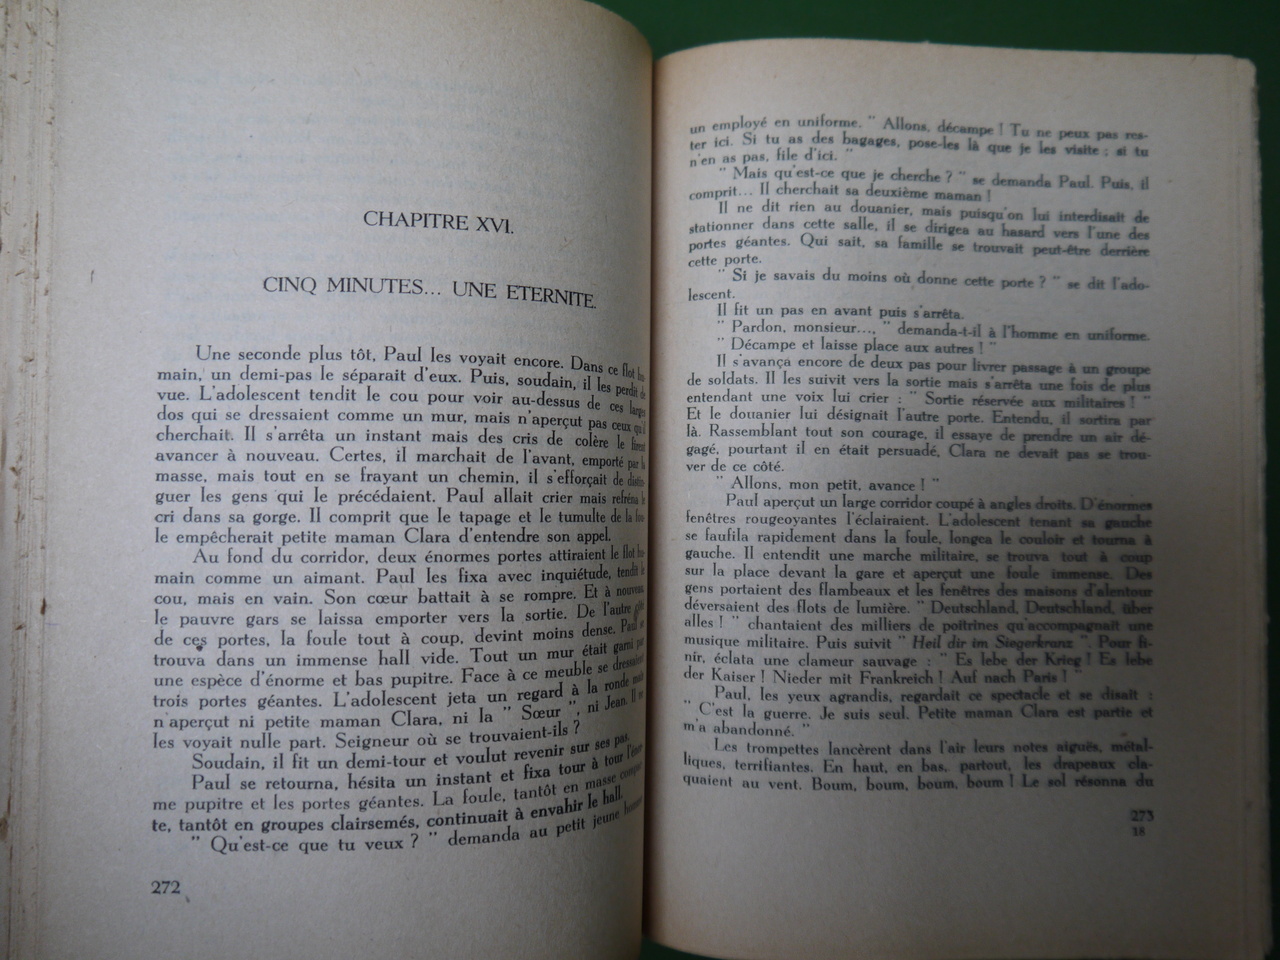 CHAPITRE XVI.
CINQ MINUTES... UNE ETERNITE.
Une seconde plus tôt, Paul les voyait encore. Dans ce flot hu-
main, un demi-pas le séparait d'eux. Puis, soudain, il les perdit de
vue. L'adolescent tendit le cou pour voir au-dessus de ces larges
dos qui se dressaient comme un mur, mais n'aperçut pas ceux qu'il
cherchait. Il s'arrêta un instant mais des cris de colère le firent
avancer à nouveau. Certes, il marchait de l'avant, emporté par la
masse, mais tout en se frayant un chemin, il s'efforçait de distin-
guer les gens qui le précédaient. Paul allait crier mais refréna le
cri dans sa gorge. Il comprit que le tapage et le tumulte de la fou-
le empêcherait petite maman Clara d'entendre son appel.
Au fond du corridor, deux énormes portes attiraient le flot hu-
main comme un aimant. Paul les fixa avec inquiétude, tendit le
cou, mais en vain. Son cœur battait à se rompre. Et à nouveau,
le pauvre gars se laissa emporter vers la sortie. De l'autre côté
de ces portes, la foule tout à coup, devint moins dense. Paul se
trouva dans un immense hall vide. Tout un mur était garni par
une espèce d'énorme et bas pupitre. Face à ce meuble se dressaient
trois portes géantes. L'adolescent jeta un regard à la ronde mais
n'aperçut ni petite maman Clara, ni la " Sœur ", ni Jean. Il ne
les voyait nulle part. Seigneur où se trouvaient-ils ?
Soudain, il fit un demi-tour et voulut revenir sur ses pas.
Paul se retourna, hésita un instant et fixa tour à tour l'énor-
me pupitre et les portes géantes. La foule, tantôt en masse compac-
te, tantôt en groupes clairsemés, continuait à envahir le hall.
" Qu'est-ce que tu veux ? " demanda au petit jeune homme
272
un employé en uniforme. " Allons, décampe ! Tu ne peux pas res-
ter ici. Si tu as des bagages, pose-les là que je les visite ; si tu
n'en as pas, file d'ici. "
" Mais qu'est-ce que je cherche ? " se demanda Paul. Puis, il
comprit... Il cherchait sa deuxième maman !
Il ne dit rien au douanier, mais puisqu'on lui interdisait de
stationner dans cette salle, il se dirigea au hasard vers l'une des
portes géantes. Qui sait, sa famille se trouvait peut-être derrière
cette porte.
" Si je savais du moins où donne cette porte ? " se dit l'ado-
lescent.
Il fit un pas en avant puis s'arrêta.
" Pardon, monsieur..., " demanda-t-il à l'homme en uniforme.
" Décampe et laisse place aux autres ! "
Il s'avança encore de deux pas pour livrer passage à un groupe
de soldats. Il les suivit vers la sortie mais s'arrêta une fois de plus
entendant une voix lui crier : " Sortie réservée aux militaires ! "
Et le douanier lui désignait l'autre porte. Entendu, il sortira par
là. Rassemblant tout son courage, il essaye de prendre un air dé-
gagé, pourtant il en était persuadé, Clara ne devait pas se trou-
ver de ce côté.
" Allons, mon petit, avance ! "
Paul aperçut un large corridor coupé à angles droits. D'énormes
fenêtres rougeoyantes l'éclairaient. L'adolescent tenant sa gauche
se faufila rapidement dans la foule, longea le couloir et tourna à
gauche. Il entendit une marche militaire, se trouva tout à coup
sur la place devant la gare et aperçut une foule immense. Des
gens portaient des flambeaux et les fenêtres des maisons d'alentour
déversaient des flots de lumière. " Deutschland, Deutschland, über
alles ! " chantaient des milliers de poitrines qu'accompagnait une
musique militaire. Puis suivit " Heil dir im Siegerkranz ". Pour fi-
nir, éclata une clameur sauvage : " Es lebe der Krieg ! Es lebe
der Kaiser ! Nieder mit Frankreich ! Auf nach Paris ! "
Paul, les yeux agrandis, regardait ce spectacle et se disait :
" C'est la guerre. Je suis seul. Petite maman Clara est partie et
m'a abandonné. "
Les trompettes lancèrent dans l'air leurs notes aiguës, métal-
liques, terrifiantes. En haut, en bas, partout, les drapeaux cla-
quaient au vent. Boum, boum, boum, boum ! Le sol résonna du
273
18